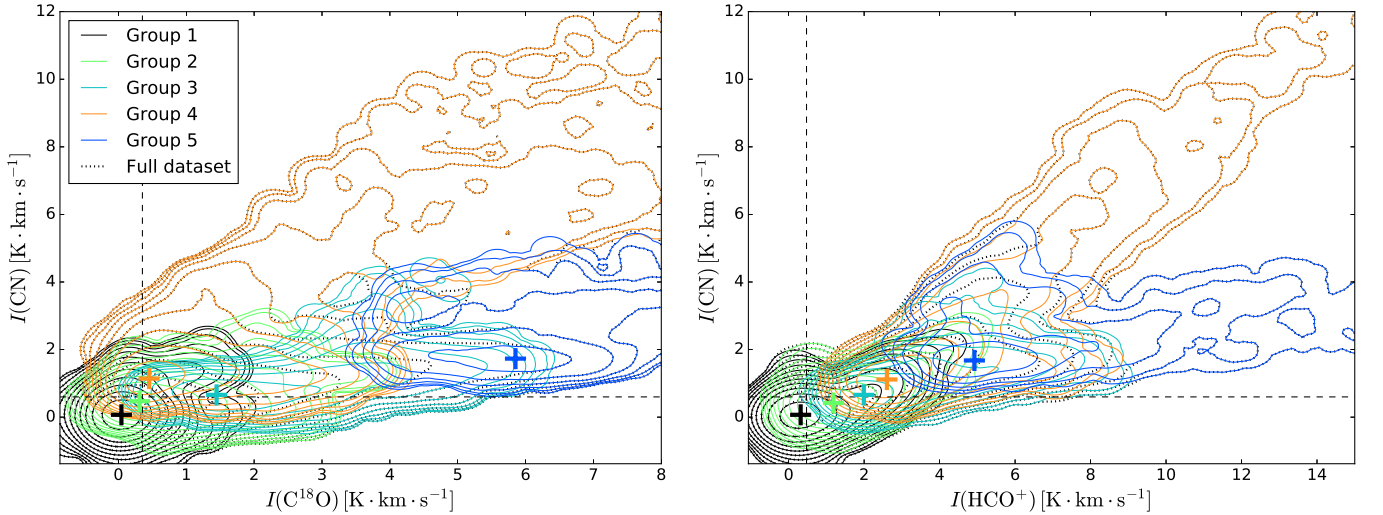 12
10
8
6
4
2
0
I(CN) [K · km · s⁻¹]
Group 1
Group 2
Group 3
Group 4
Group 5
Full dataset
0 1 2 3 4 5 6 7 8
I(C¹⁸O) [K · km · s⁻¹]
12
10
8
6
4
2
0
I(CN) [K · km · s⁻¹]
0 2 4 6 8 10 12 14
I(HCO⁺) [K · km · s⁻¹]